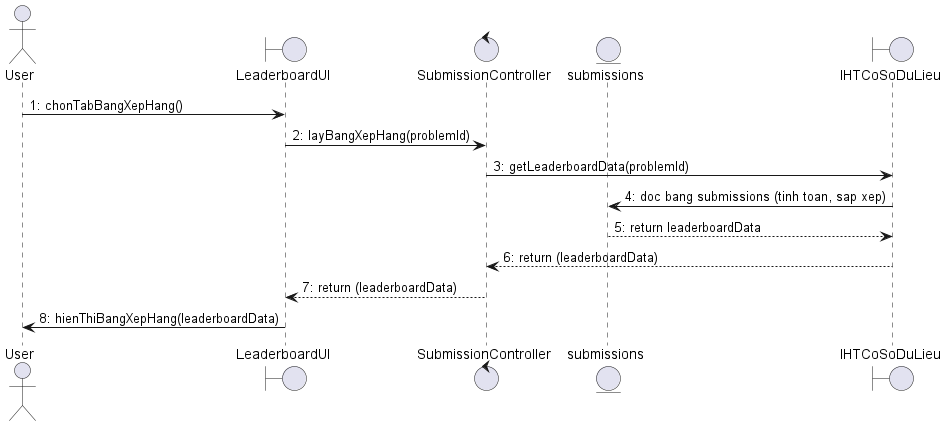 User
LeaderboardUI
SubmissionController
submissions
IHTCoSoDuLieu
1: chonTabBangXepHang()
2: layBangXepHang(problemId)
3: getLeaderboardData(problemId)
4: doc bang submissions (tinh toan, sap xep)
5: return leaderboardData
6: return (leaderboardData)
7: return (leaderboardData)
8: hienThiBangXepHang(leaderboardData)
User
LeaderboardUI
SubmissionController
submissions
IHTCoSoDuLieu